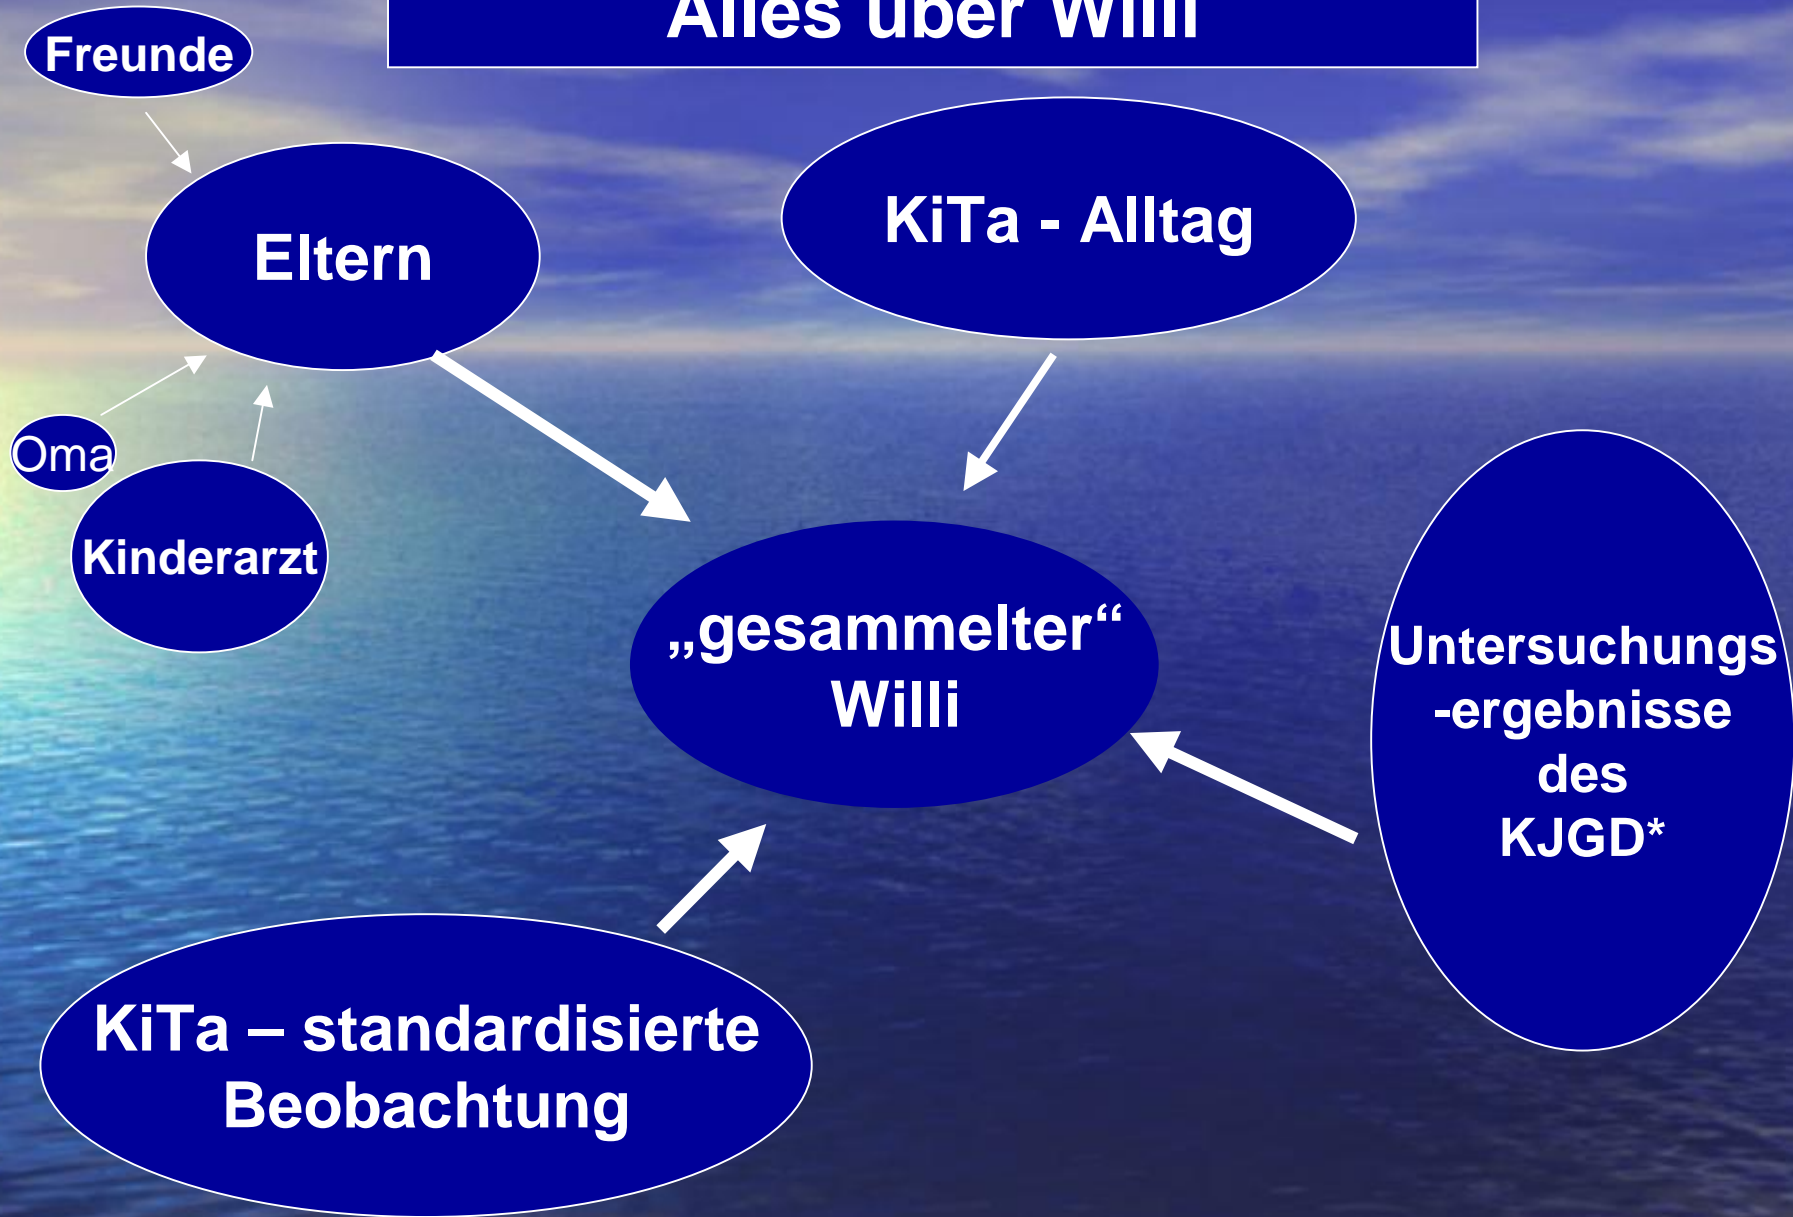 Alles über Willi
Freunde
Eltern
KiTa - Alltag
Oma
Kinderarzt
„gesammelter“
Willi
Untersuchungs
-ergebnisse
des
KJGD*
KiTa – standardisierte
Beobachtung